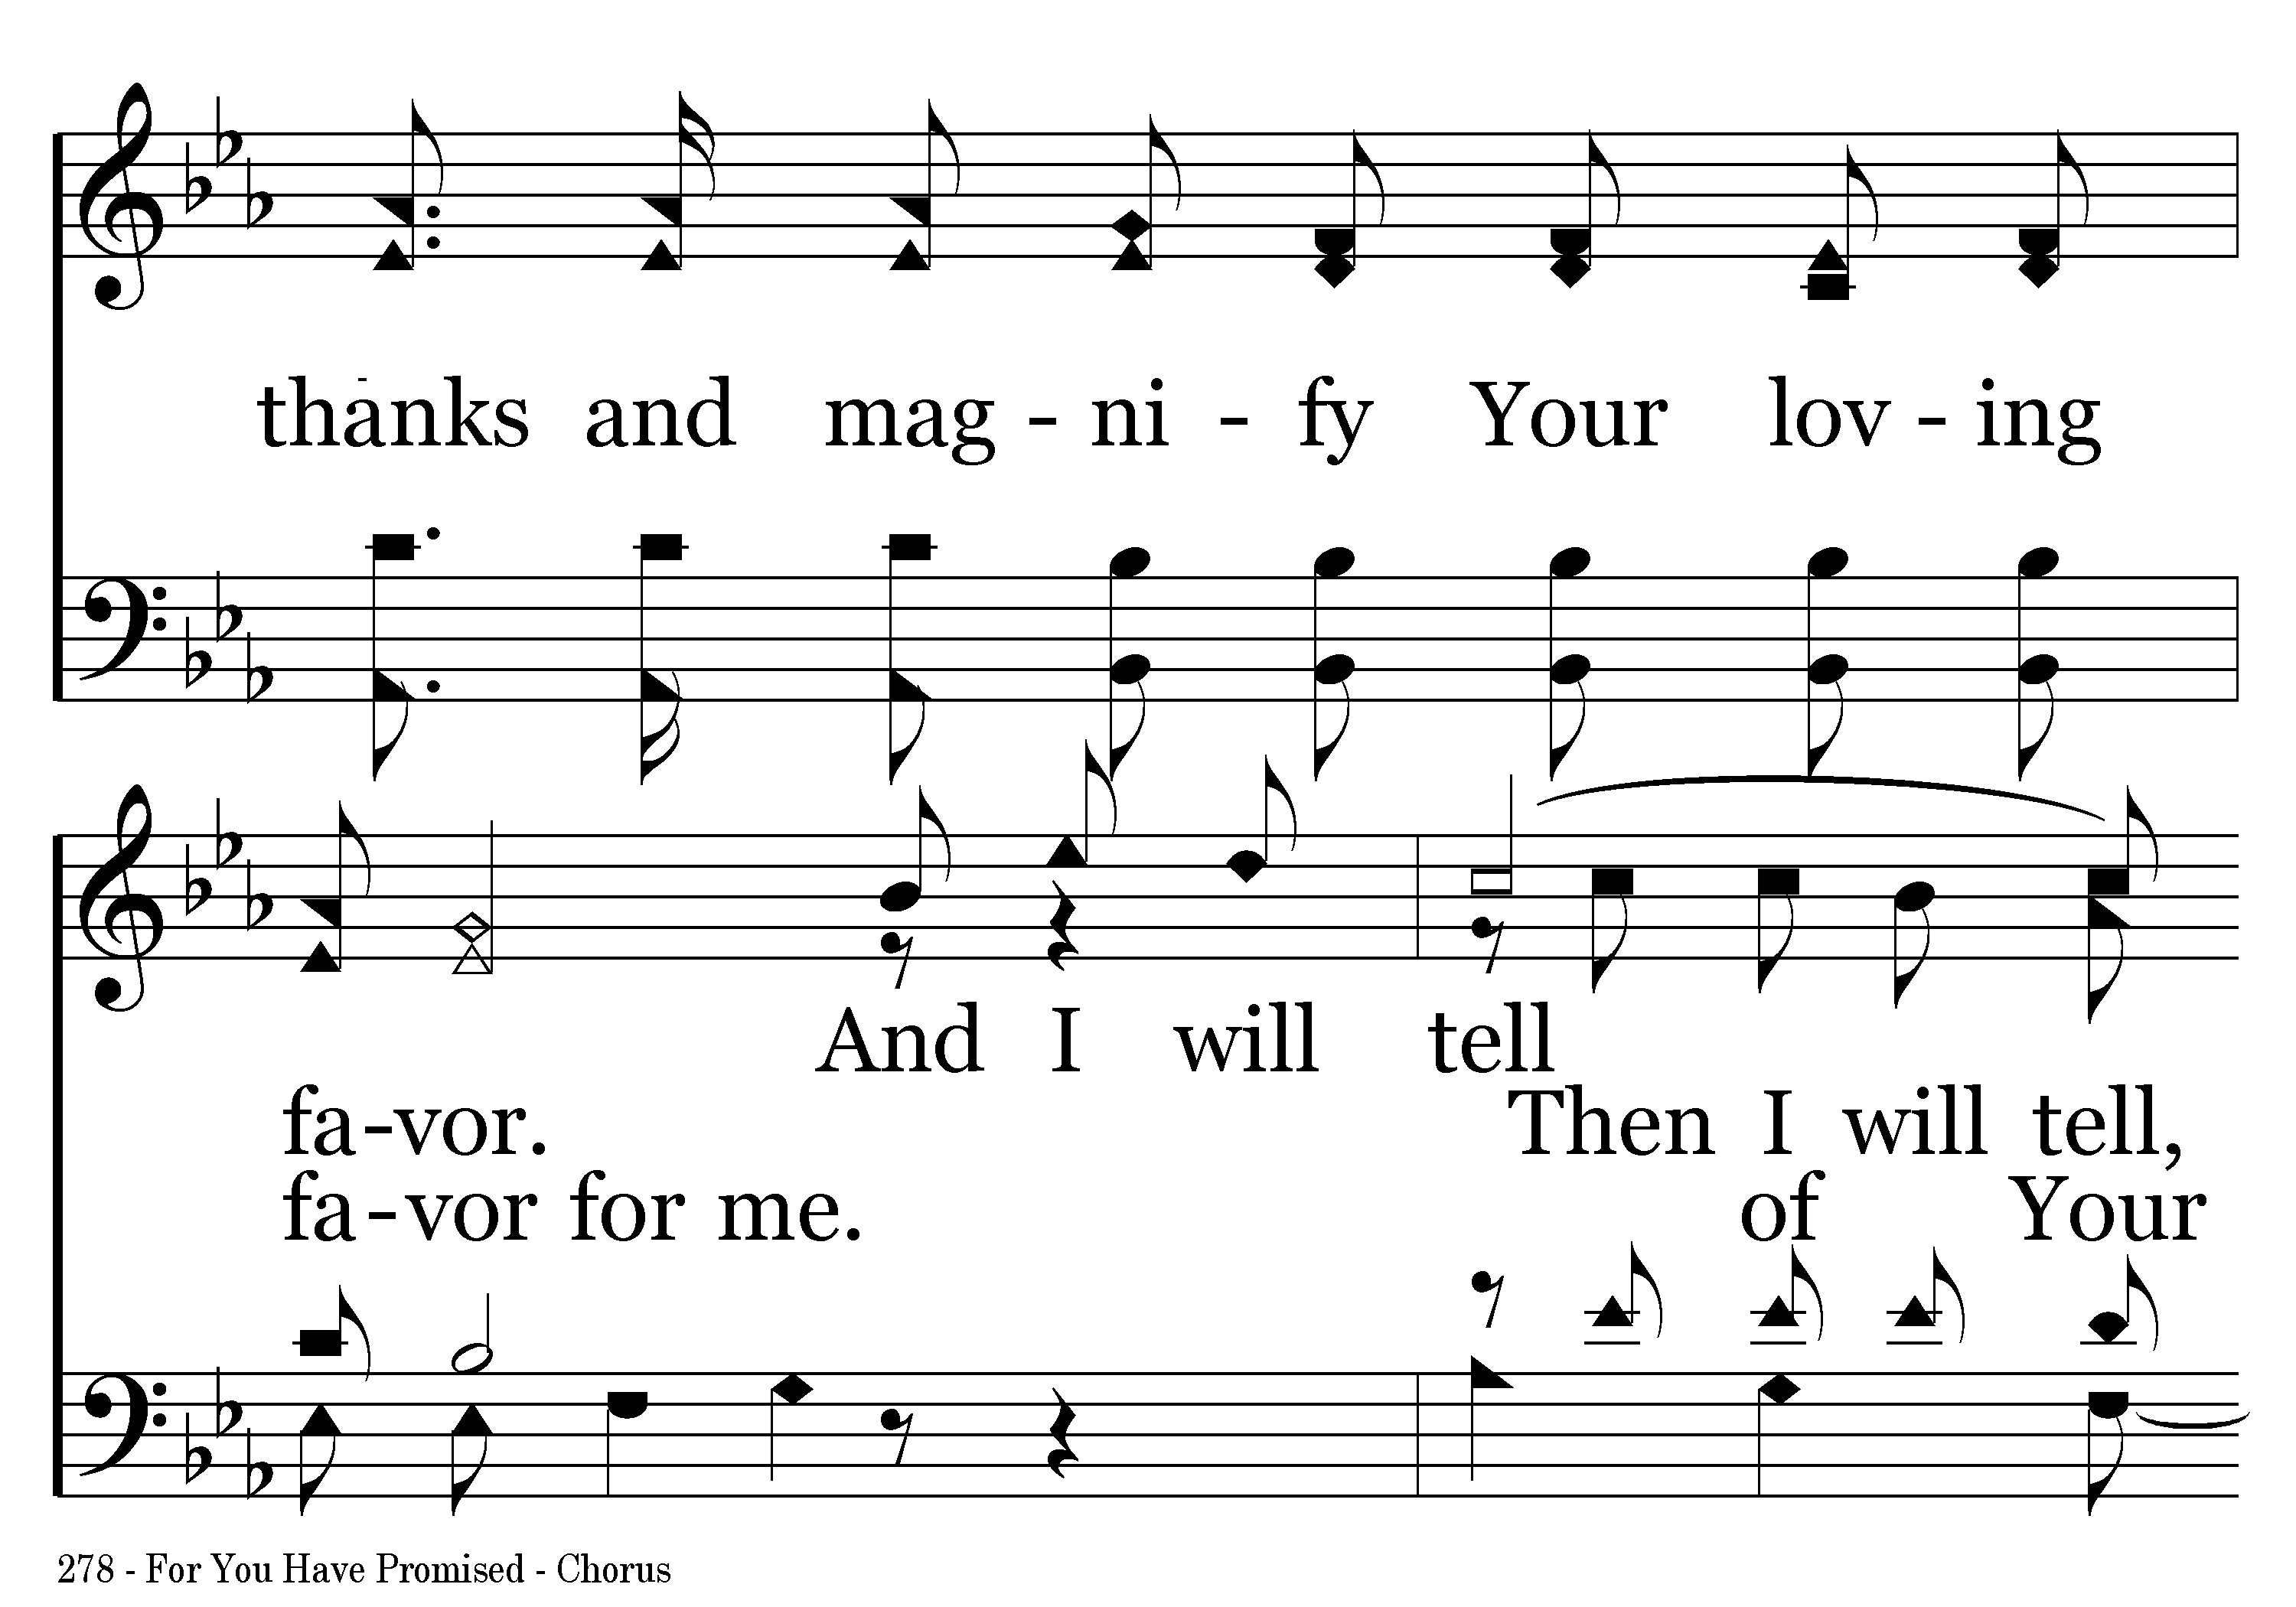 thanks and mag - ni - fy Your lov - ing
And I will tell
fa-vor. Then I will tell,
fa-vor for me. of Your
278 - For You Have Promised - Chorus